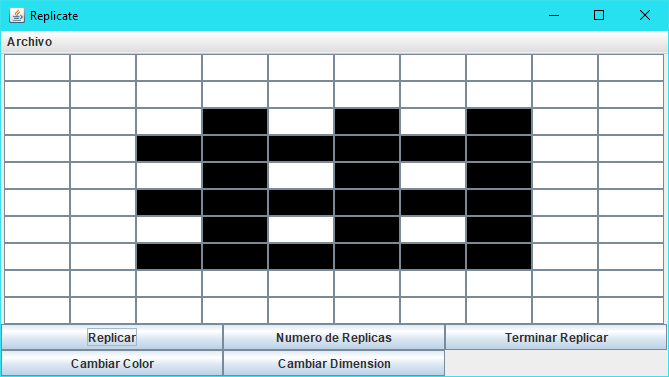 Replicate
Archivo
Replicar Numero de Replicas Terminar Replicar
Cambiar Color Cambiar Dimension